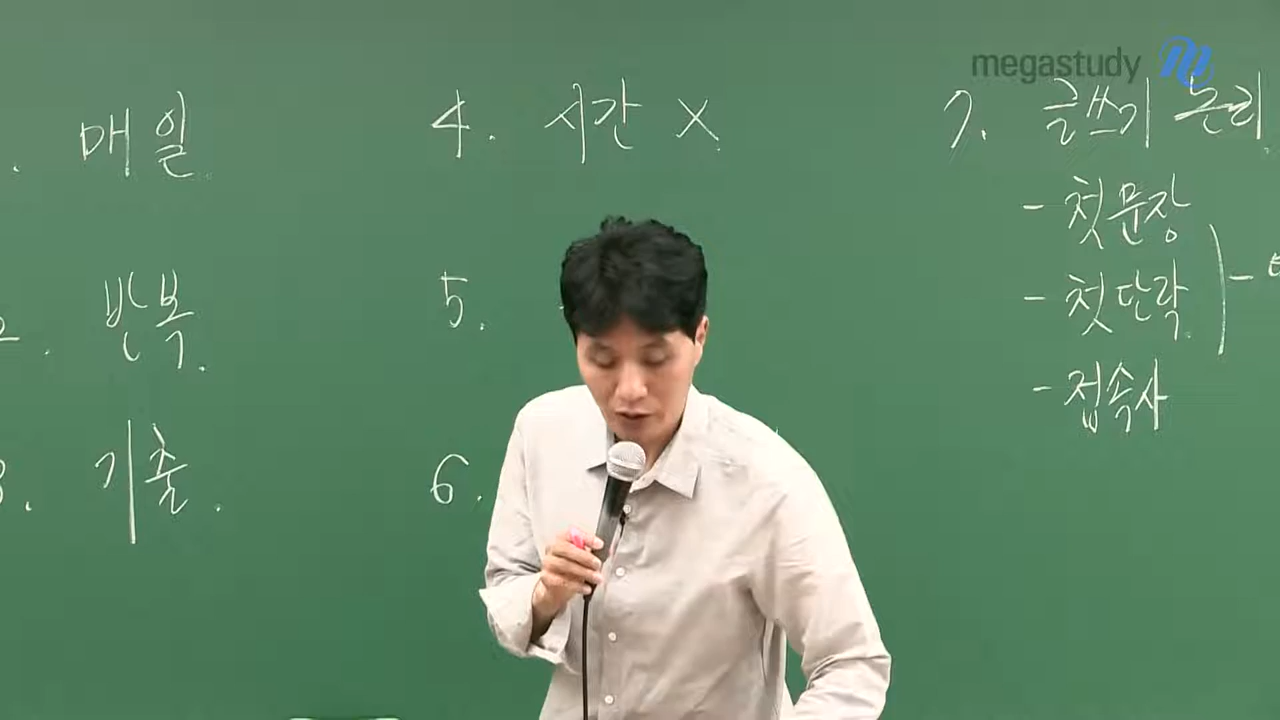 megastudy
. 매일.
. 반복.
3. 기출.
4. 시간 X
5.
6.
7. 글쓰기 논리.
- 첫문장
- 첫단락
- 접속사